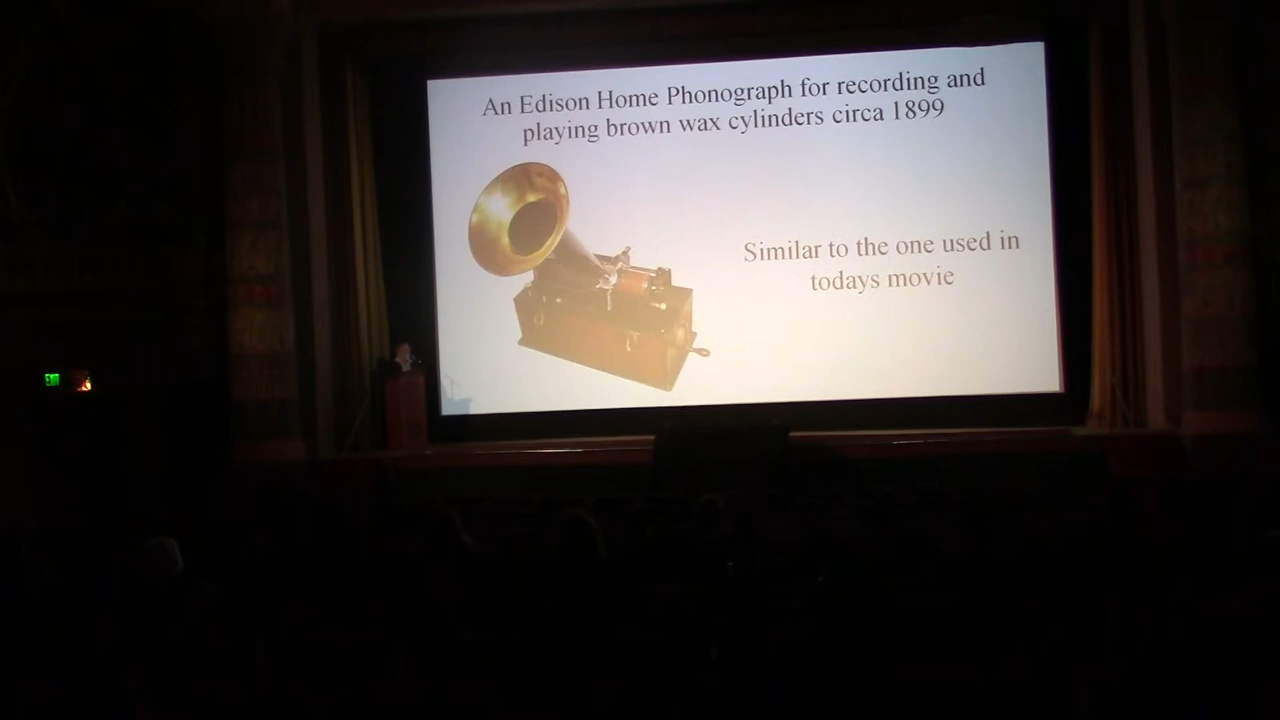 An Edison Home Phonograph for recording and
playing brown wax cylinders circa 1899
Similar to the one used in
todays movie